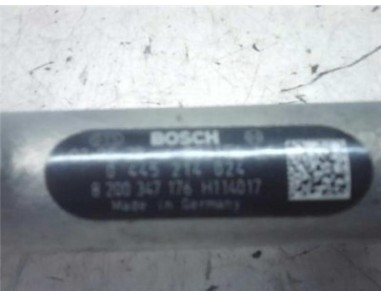 BOSCH
0 445 214 024
8 200 347 176 H114017
Made in Germany